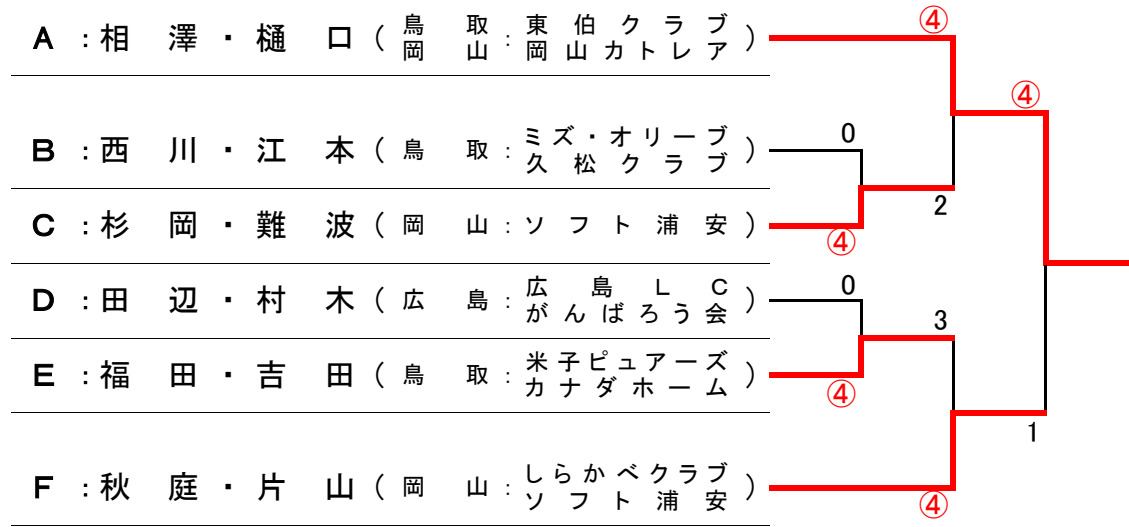 ④
A：相澤・樋口（鳥取岡山：東伯クラブ岡山カトレア）
④
B：西川・江本（鳥取：ミズ・オリーブ久松クラブ）
0
2
C：杉岡・難波（岡山：ソフト浦安）
④
D：田辺・村木（広島：広島ＬＣがんばろう会）
0
3
E：福田・吉田（鳥取：米子ピュアーズカナダホーム）
④
1
F：秋庭・片山（岡山：しらかべクラブソフト浦安）
④